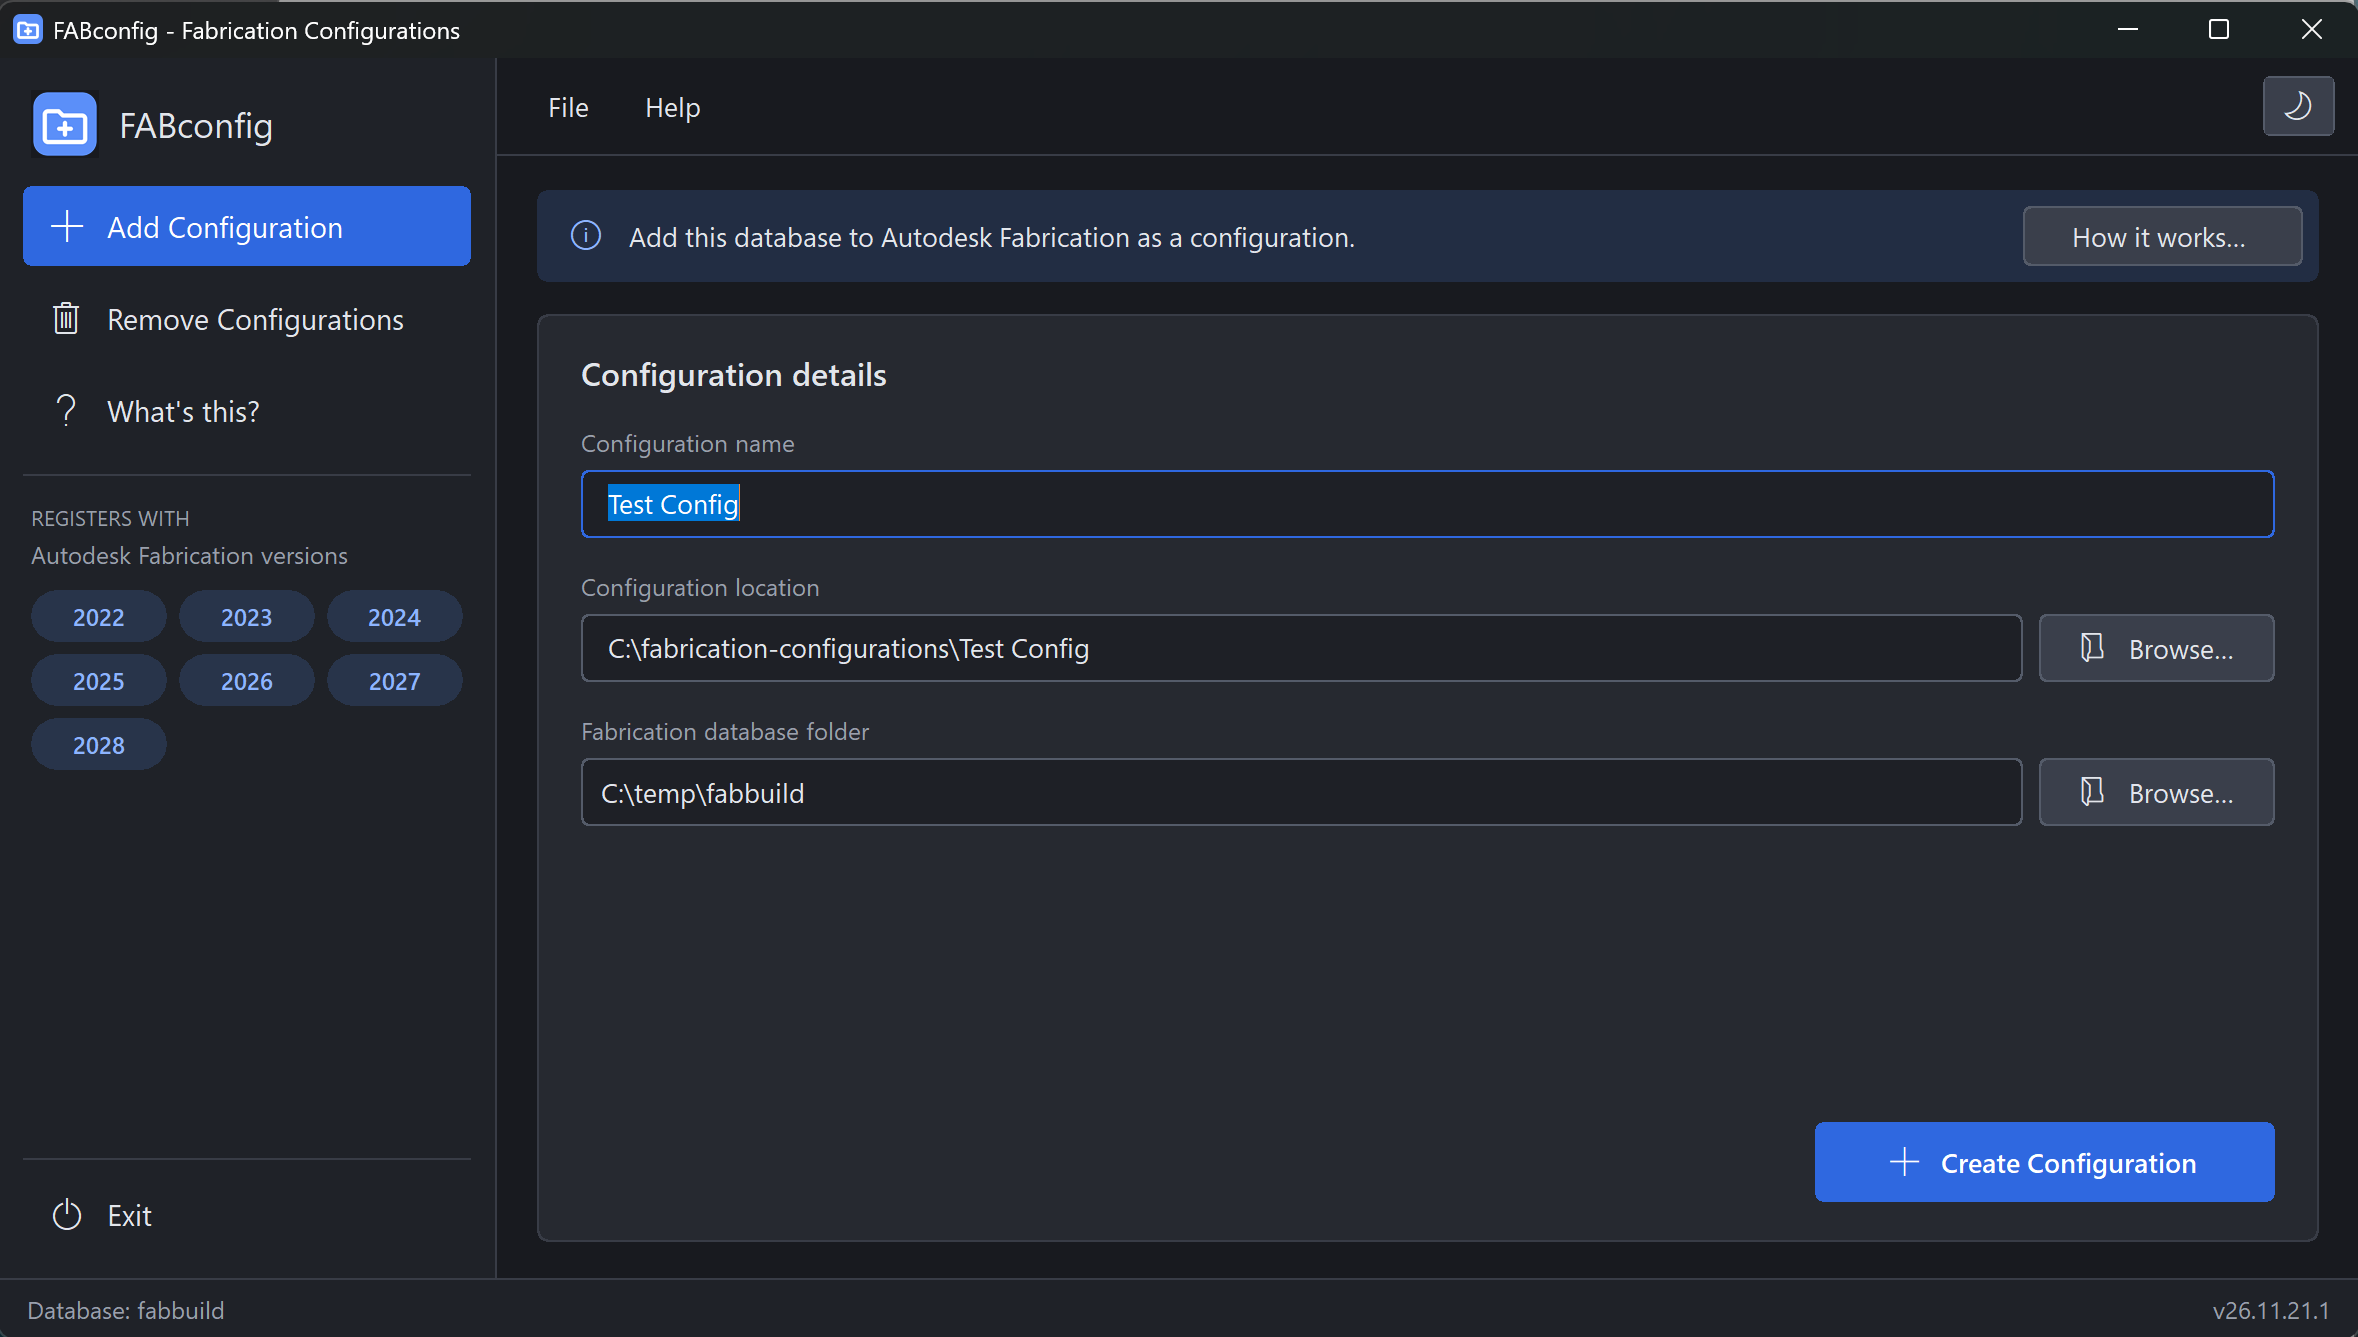 FABconfig - Fabrication Configurations
FABconfig
Add Configuration
Remove Configurations
What's this?
REGISTERS WITH
Autodesk Fabrication versions
2022 2023 2024
2025 2026 2027
2028
Exit
File Help
Add this database to Autodesk Fabrication as a configuration.
How it works...
Configuration details
Configuration name
Test Config
Configuration location
C:\fabrication-configurations\Test Config
Browse...
Fabrication database folder
C:\temp\fabbuild
Browse...
Create Configuration
Database: fabbuild
v26.11.21.1